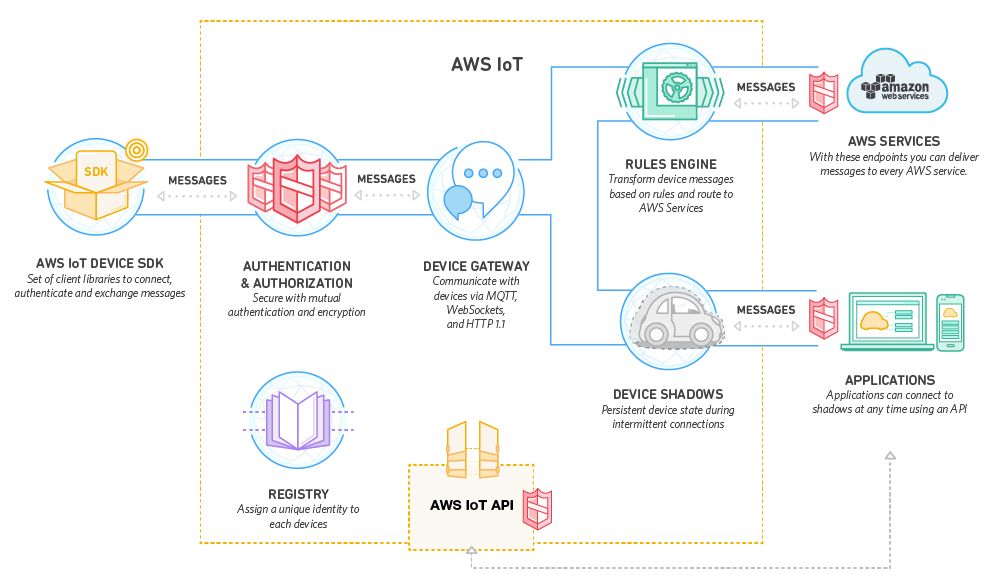 AWS IoT
SDK
MESSAGES
MESSAGES
MESSAGES
amazon
web services
AWS IoT DEVICE SDK
Set of client libraries to connect,
authenticate and exchange messages
AUTHENTICATION
& AUTHORIZATION
Secure with mutual
authentication and encryption
DEVICE GATEWAY
Communicate with
devices via MQTT,
WebSockets,
and HTTP 1.1
RULES ENGINE
Transform device messages
based on rules and route to
AWS Services
AWS SERVICES
With these endpoints you can deliver
messages to every AWS service.
MESSAGES
DEVICE SHADOWS
Persistent device state during
intermittent connections
APPLICATIONS
Applications can connect to
shadows at any time using an API
REGISTRY
Assign a unique identity to
each devices
AWS IoT API